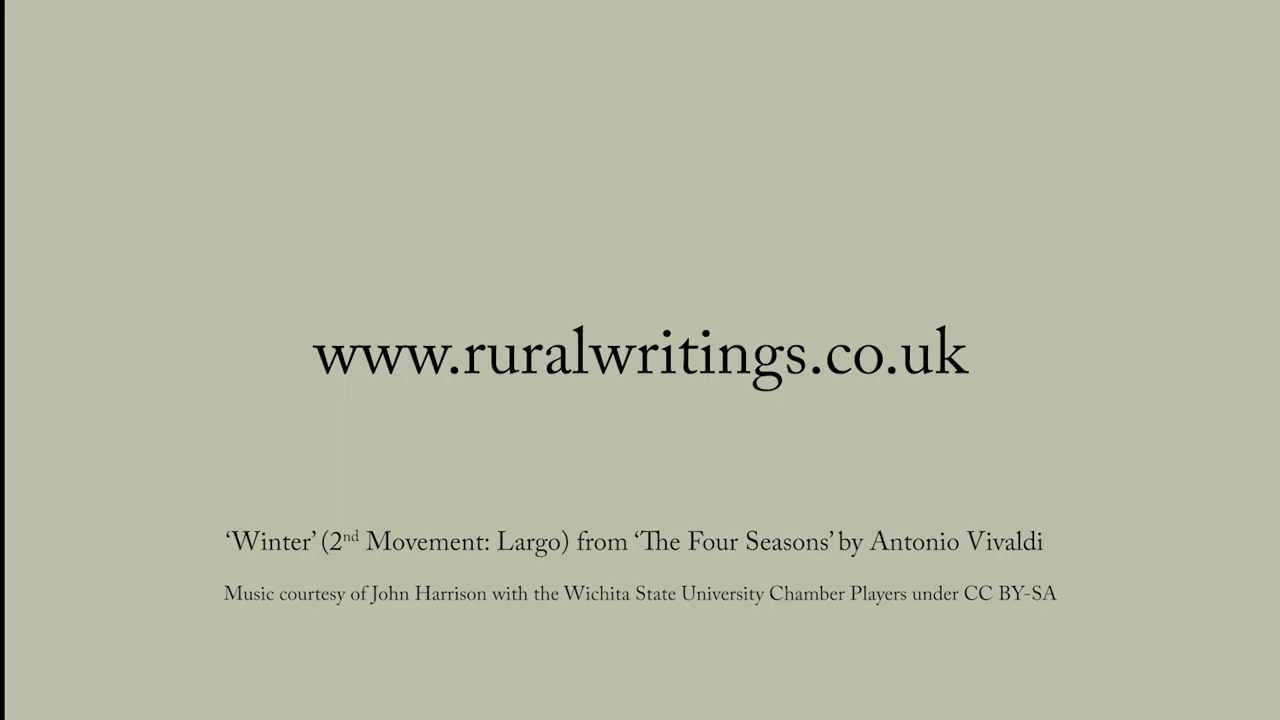 www.ruralwritings.co.uk
‘Winter’ (2nd Movement: Largo) from ‘The Four Seasons’ by Antonio Vivaldi
Music courtesy of John Harrison with the Wichita State University Chamber Players under CC BY-SA